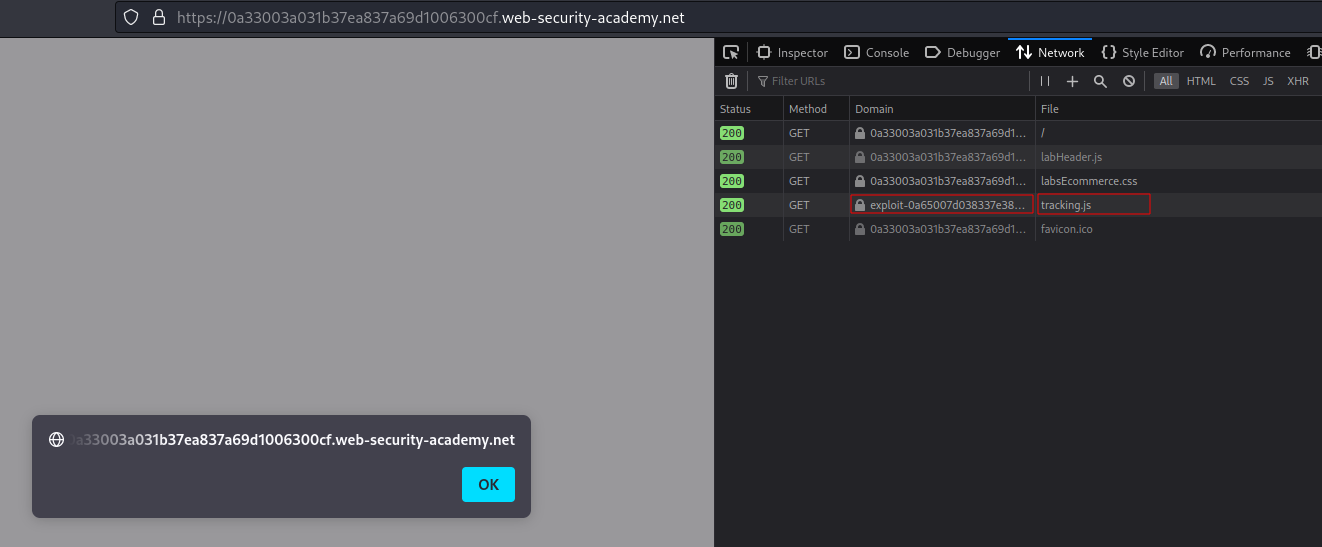 https://0a33003a031b37ea837a69d1006300cf.web-security-academy.net
Inspector Console Debugger Network Style Editor Performance
Filter URLs All HTML CSS JS XHR
Status Method Domain File
200 GET 0a33003a031b37ea837a69d1... /
200 GET 0a33003a031b37ea837a69d1... labHeader.js
200 GET 0a33003a031b37ea837a69d1... labsEcommerce.css
200 GET exploit-0a65007d038337e38... tracking.js
200 GET 0a33003a031b37ea837a69d1... favicon.ico
0a33003a031b37ea837a69d1006300cf.web-security-academy.net
OK